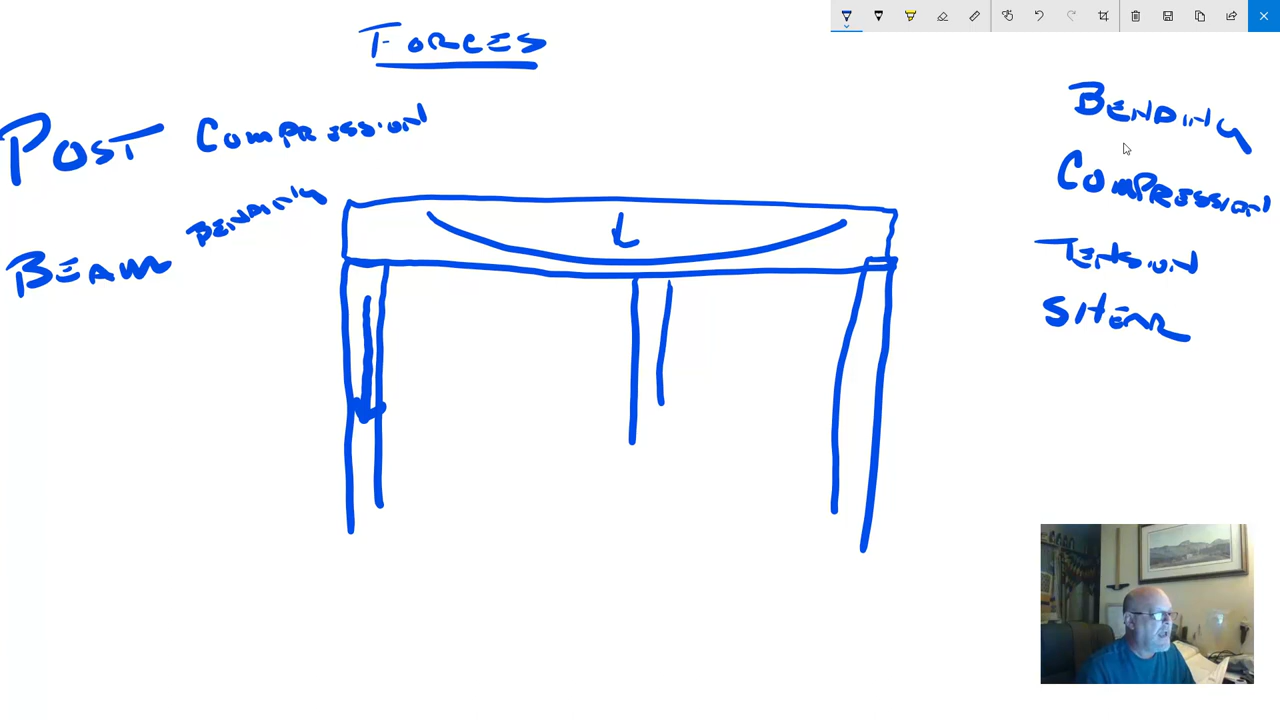 FORCES
POST COMPRESSION
BEAM BENDING
BENDING
COMPRESSION
TENSION
SHEAR